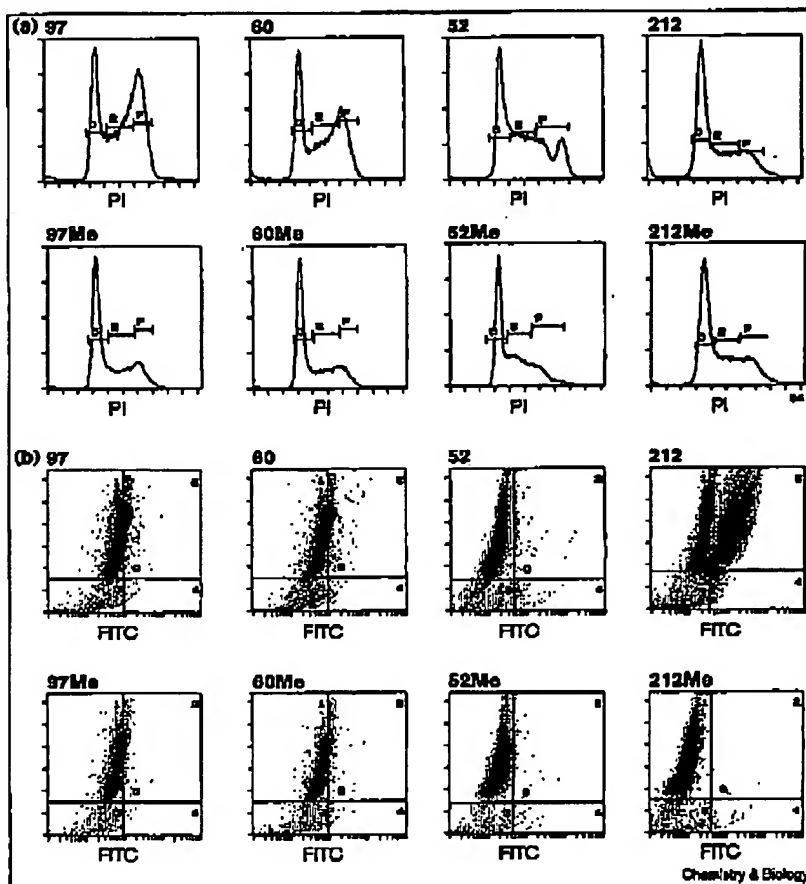 (a) 97 60 52 212
D E F E F E F
PI PI PI PI
97Me 60Me 52Me 212Me
E F E F E F E F
PI PI PI PI
(b) 97 60 52 212
FITC FITC FITC FITC
97Me 60Me 52Me 212Me
FITC FITC FITC FITC
Chemistry & Biology